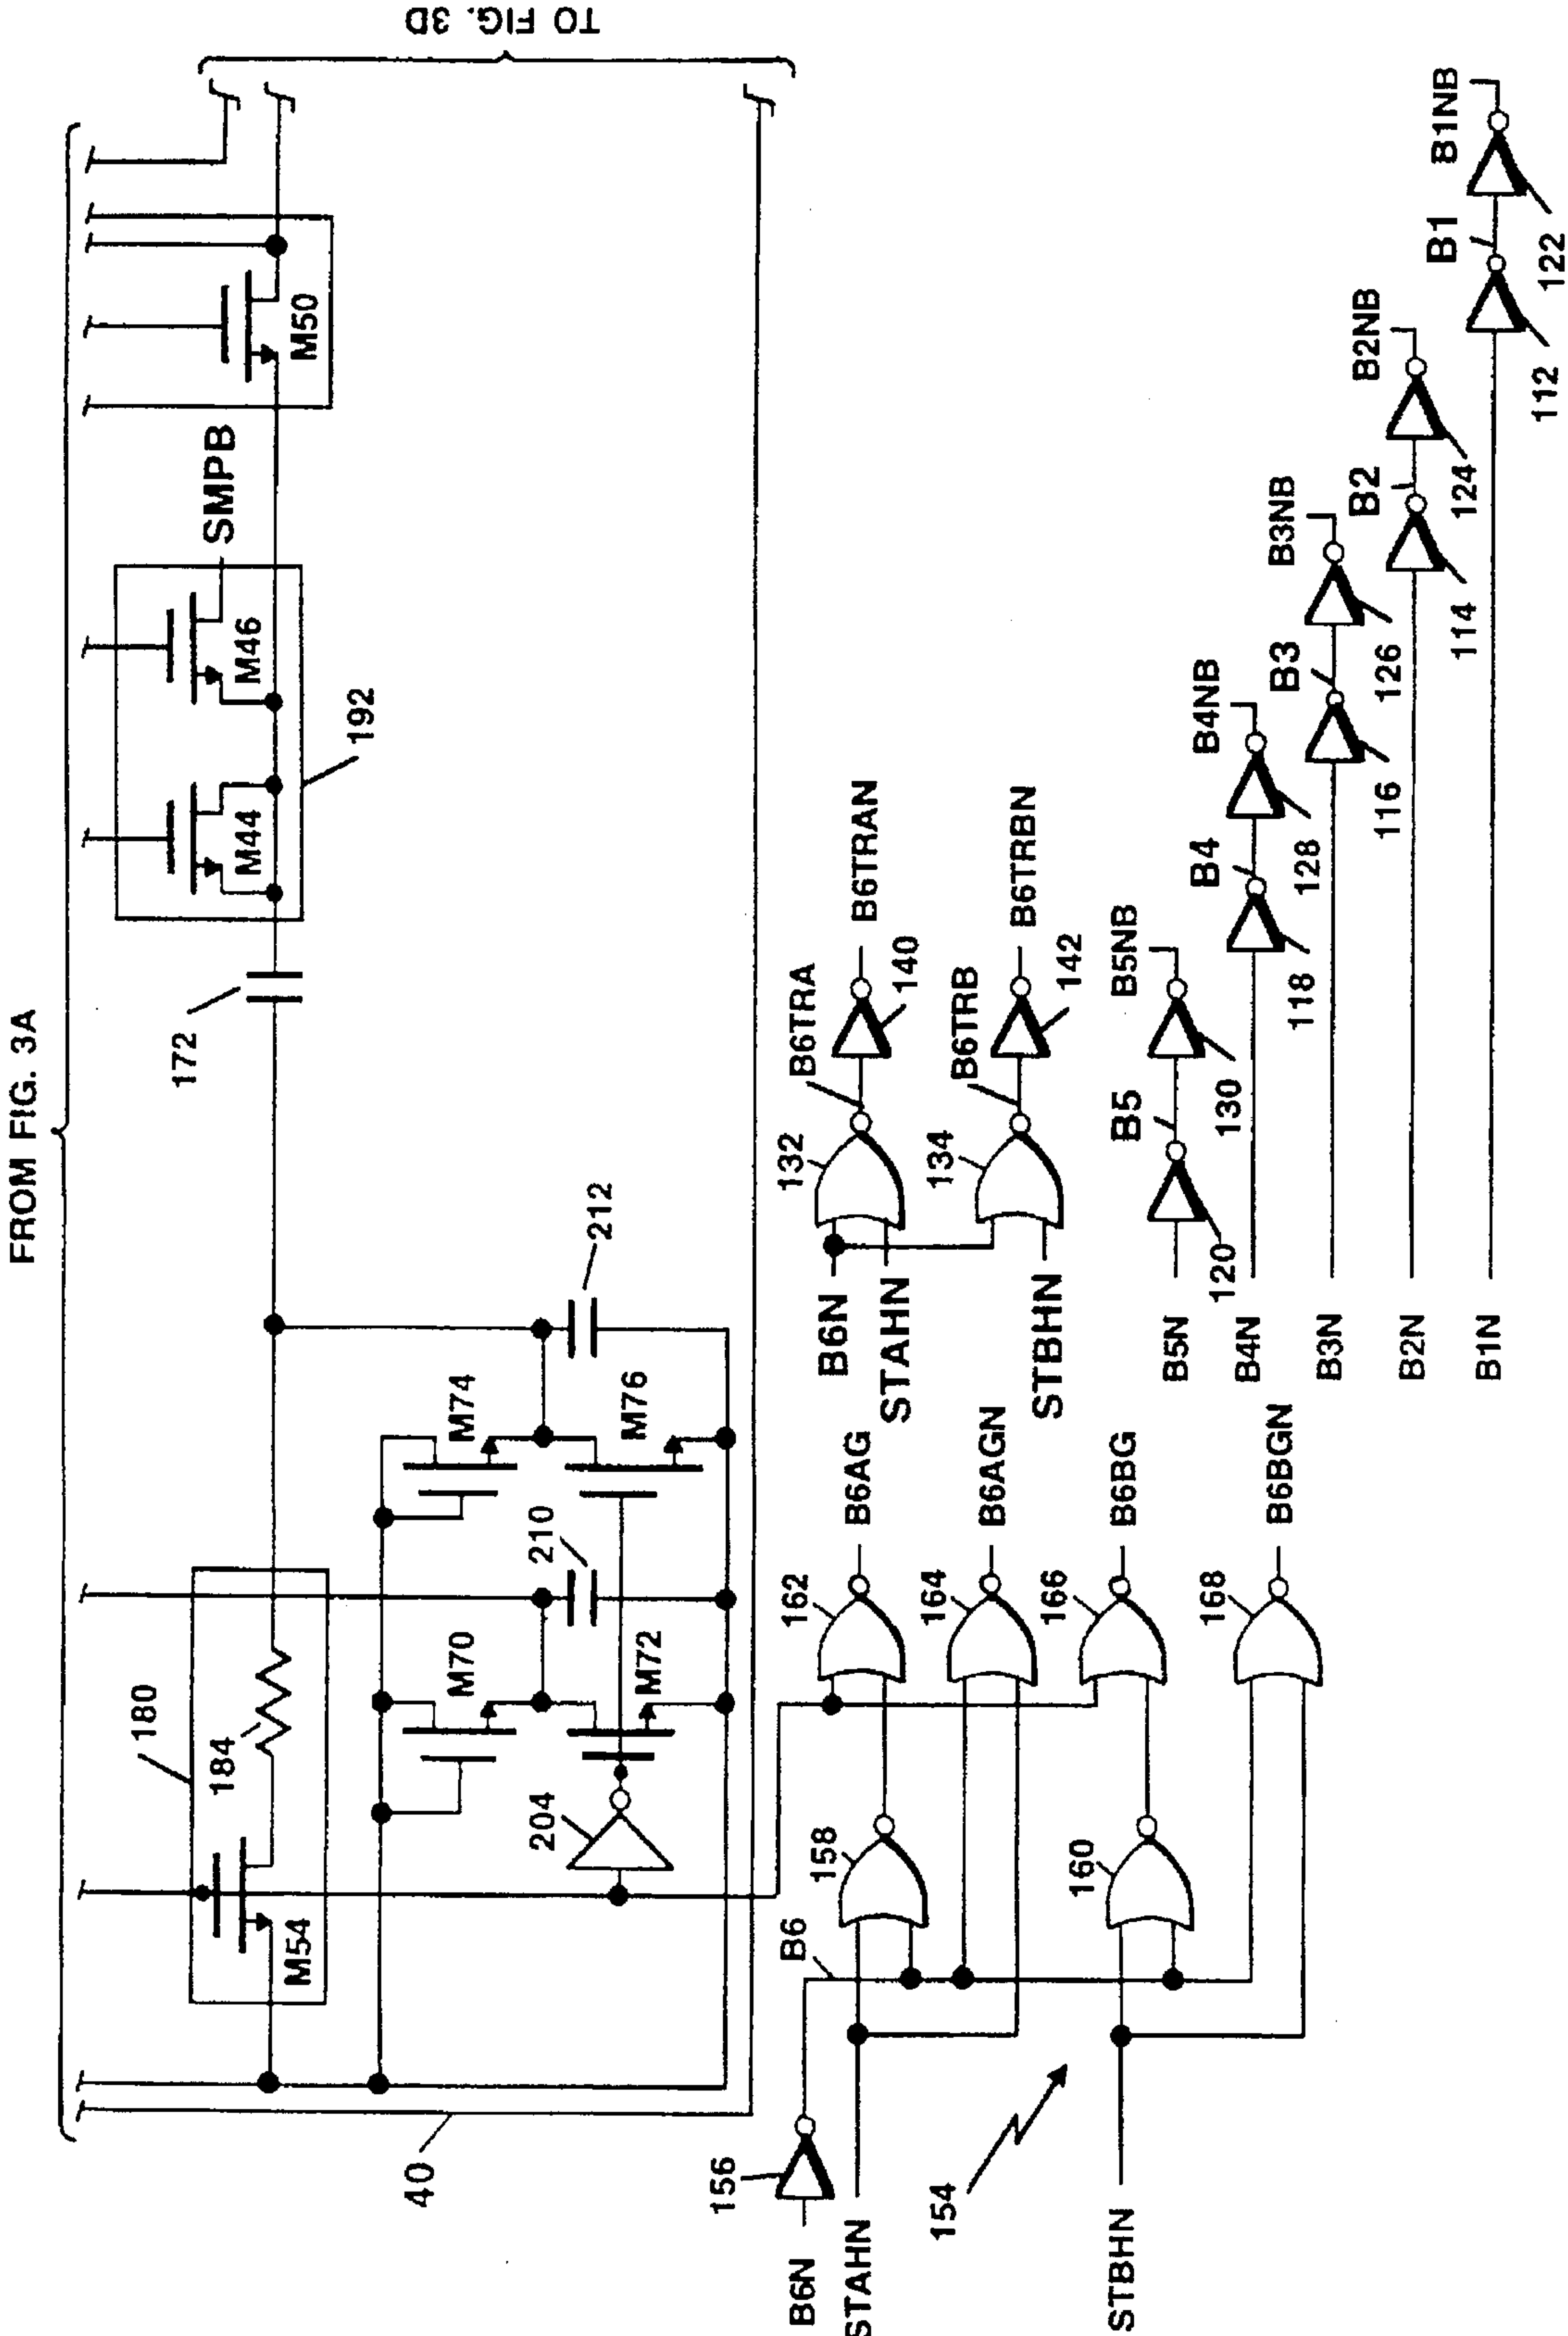 FROM FIG. 3A
TO FIG. 3D
180
184
M54
172
SMPB
M44
M46
192
M50
212
210
M70
M74
204
M72
M76
40
156
B6N
STAHN
B6
158
162
B6AG
164
B6AGN
154
STBHN
160
166
B6BG
168
B6BGN
B6N
STAHN
132
B6TRA
140
B6TRAN
STBHN
134
B6TRB
142
B6TRBN
B5N
120
B5
130
B5NB
B4N
118
B4
128
B4NB
B3N
116
B3
126
B3NB
B2N
114
B2
124
B2NB
B1N
112
B1
122
B1NB